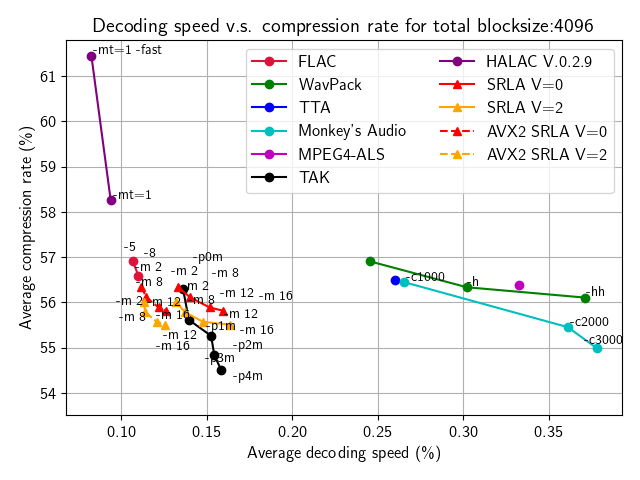 Decoding speed v.s. compression rate for total blocksize:4096
-mt=1 -fast
FLAC
WavPack
TTA
Monkey's Audio
MPEG4-ALS
TAK
HALAC V.0.2.9
SRLA V=0
SRLA V=2
AVX2 SRLA V=0
AVX2 SRLA V=2
61
60
59
58
57
56
55
54
Average compression rate (%)
-mt=1
-5
-8
-p0m
-m 2
-m 2
-m 8
-m 8
-m 2
-m 8
-m 12
-m 16
-m 2
-m 12
-m 8
-m 16
-m 12
-p1m
-m 16
-m 12
-m 16
-p2m
-p3m
-p4m
-c1000
-h
-hh
-c2000
-c3000
0.10
0.15
0.20
0.25
0.30
0.35
Average decoding speed (%)